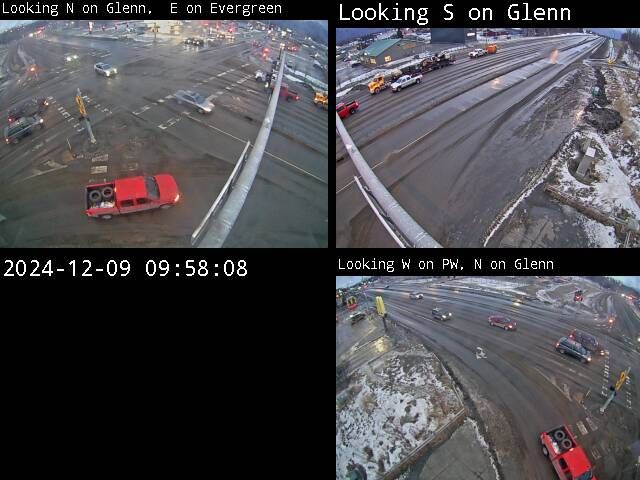 Looking N on Glenn,  E on Evergreen
Looking S on Glenn
2024-12-09 09:58:08
Looking W on PW, N on Glenn